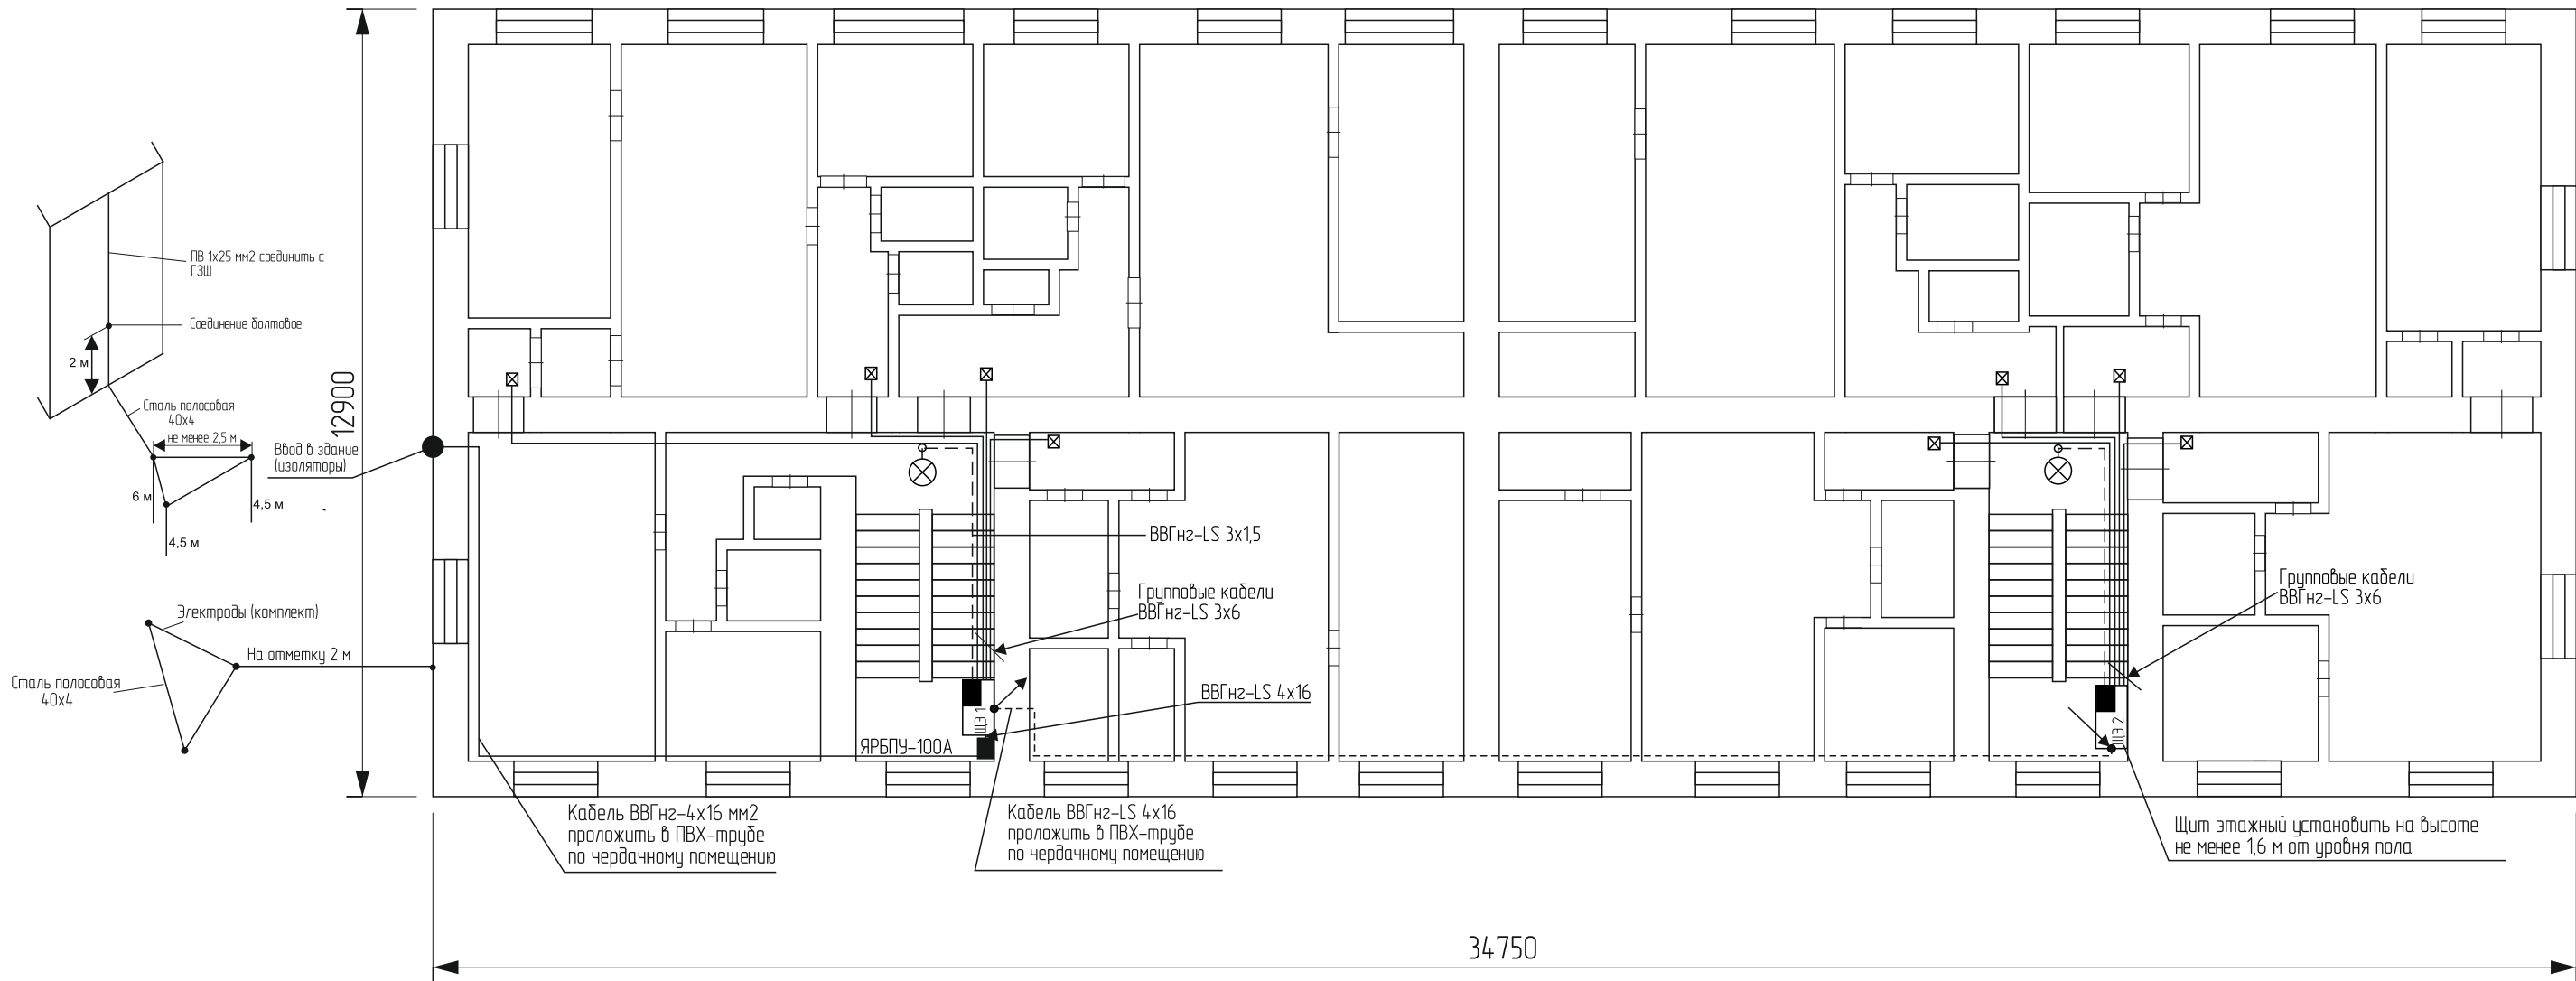 ПВ 1х25 мм2 соединить с
ГЗШ
Соединение болтовое
2 м
Сталь полосовая
40х4
не менее 2,5 м
Ввод в здание
(изоляторы)
6 м
4,5 м
4,5 м
Электроды (комплект)
На отметку 2 м
Сталь полосовая
40х4
12900
ВВГнг-LS 3х1,5
Групповые кабели
ВВГнг-LS 3х6
ВВГнг-LS 4х16
ЩЭ 1
ЯРБПУ-100А
Групповые кабели
ВВГнг-LS 3х6
ЩЭ 2
Кабель ВВГнг-4х16 мм2
проложить в ПВХ-трубе
по чердачному помещению
Кабель ВВГнг-LS 4х16
проложить в ПВХ-трубе
по чердачному помещению
Щит этажный установить на высоте
не менее 1,6 м от уровня пола
34750